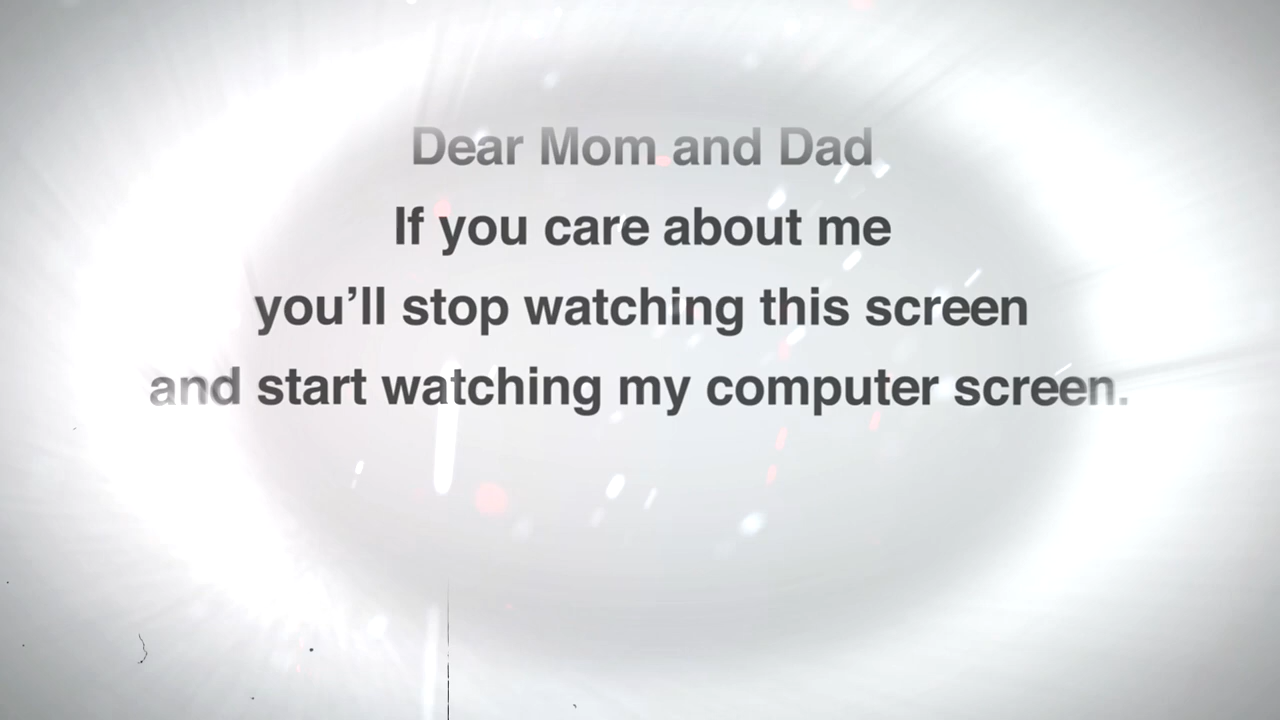 Dear Mom and Dad
If you care about me
you’ll stop watching this screen
and start watching my computer screen.